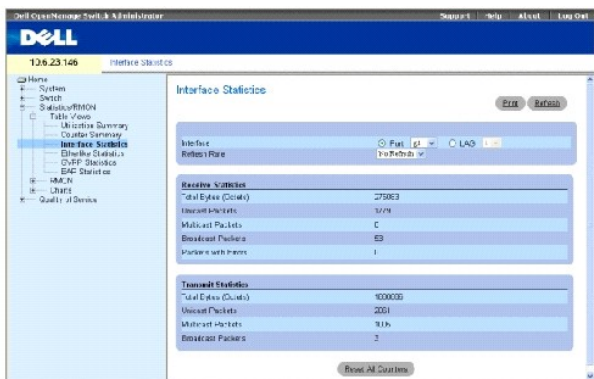 Dell OpenManage Switch Administrator
Support Help About Log Out
DELL
10.6.23.146 Interface Statistics
Home
System
Switch
Statistics/RMON
Table Views
Utilization Summary
Counter Summary
Interface Statistics
Etherlike Statistics
GVRP Statistics
EAP Statistics
RMON
Charts
Quality of Service
Interface Statistics
Print Refresh
Interface Port g1 LAG
Refresh Rate No Refresh
Receive Statistics
Total Bytes (Octets)
Unicast Packets
Multicast Packets 0
Broadcast Packets 53
Packets with Errors 0
Transmit Statistics
Total Bytes (Octets)
Unicast Packets
Multicast Packets
Broadcast Packets
Reset All Counters